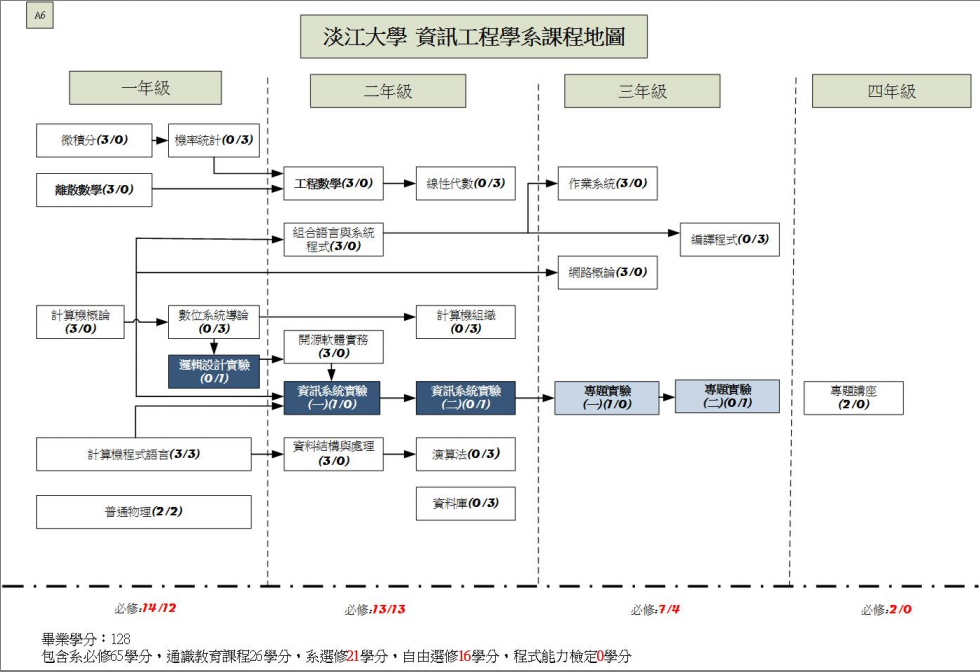 A6
淡江大學 資訊工程學系課程地圖
一年級
二年級
三年級
四年級
微積分(3/0)
機率統計(0/3)
離散數學(3/0)
工程數學(3/0)
線性代數(0/3)
作業系統(3/0)
組合語言與系統
程式(3/0)
編譯程式(0/3)
網路概論(3/0)
計算機概論
(3/0)
數位系統導論
(0/3)
計算機組織
(0/3)
開源軟體實務
(3/0)
邏輯設計實驗
(0/1)
資訊系統實驗
(一)(1/0)
資訊系統實驗
(二)(0/1)
專題實驗
(一)(1/0)
專題實驗
(二)(0/1)
專題講座
(2/0)
計算機程式語言(3/3)
資料結構與處理
(3/0)
演算法(0/3)
資料庫(0/3)
普通物理(2/2)
必修:14/12
必修:13/13
必修:7/4
必修:2/0
畢業學分：128
包含系必修65學分，通識教育課程26學分，系選修21學分，自由選修16學分，程式能力檢定0學分